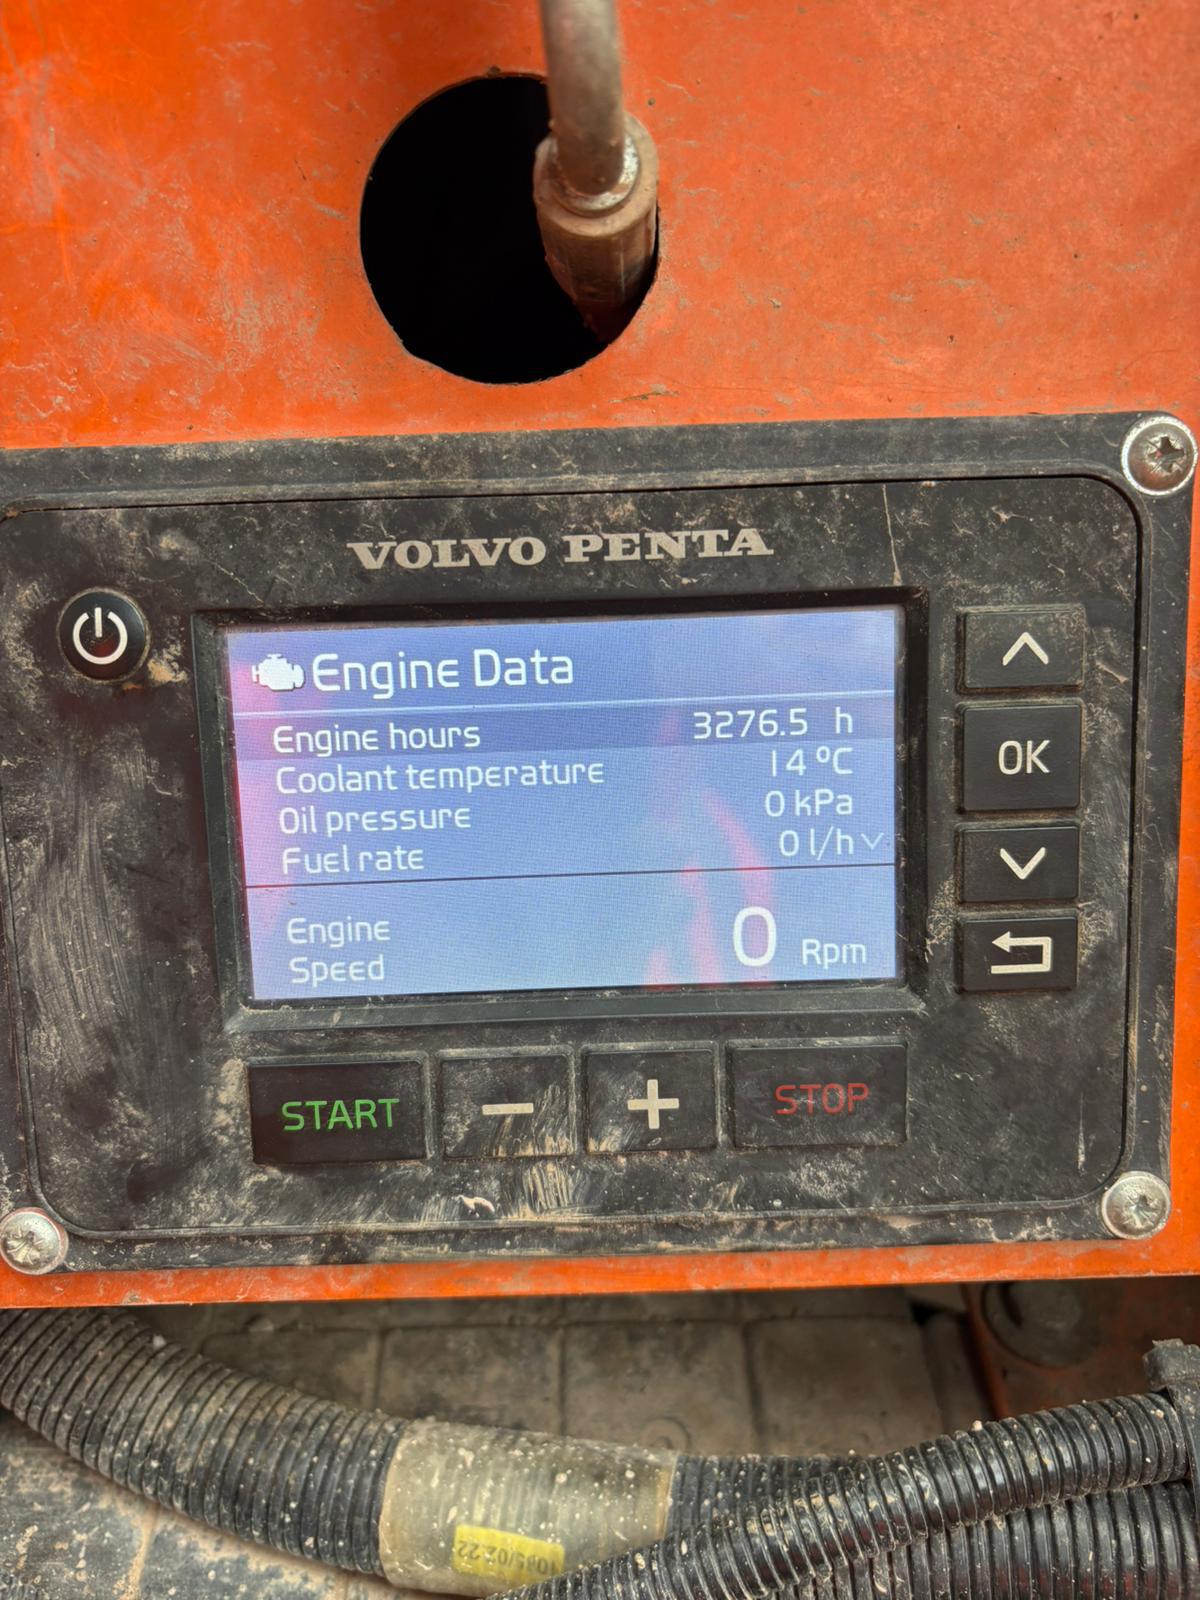 VOLVO PENTA
Engine Data
Engine hours 3276.5 h
Coolant temperature 14 °C
Oil pressure 0 kPa
Fuel rate 0 l/h
Engine Speed 0 Rpm
OK
START − + STOP